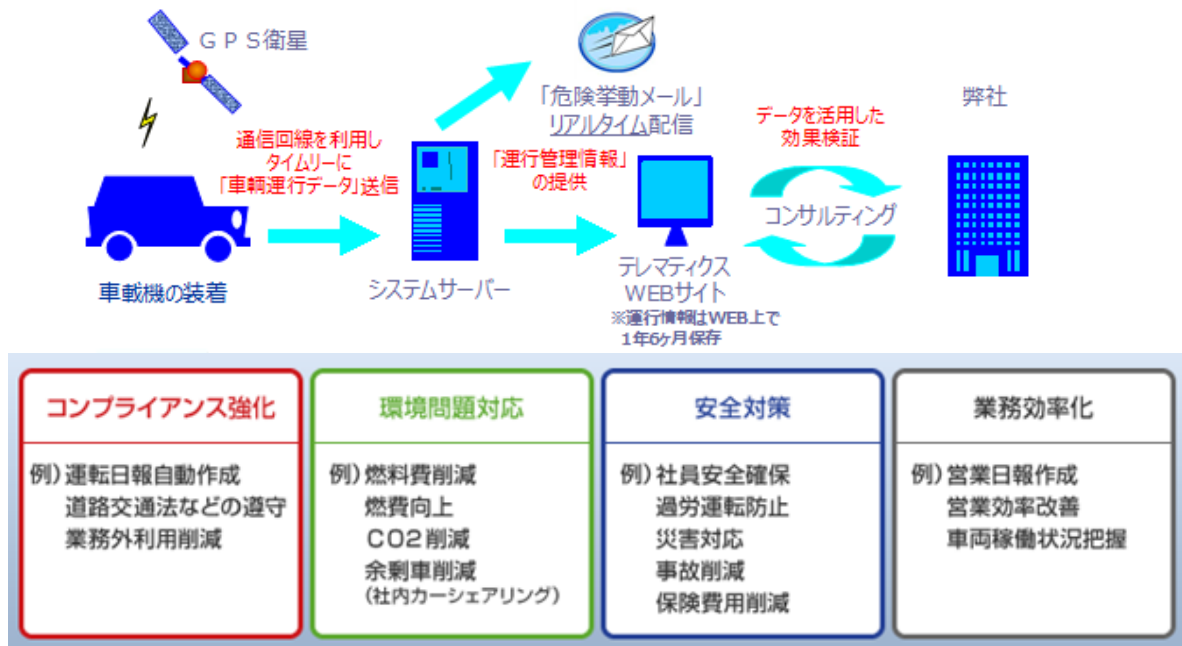 GPS衛星
「危険挙動メール」
リアルタイム配信
弊社
通信回線を利用し
タイムリーに
「車輌運行データ」送信
「運行管理情報」
の提供
データを活用した
効果検証
コンサルティング
車載機の装着
システムサーバー
テレマティクス
WEBサイト
※運行情報はWEB上で
1年6ヶ月保存
コンプライアンス強化
例）運転日報自動作成
道路交通法などの遵守
業務外利用削減
環境問題対応
例）燃料費削減
燃費向上
CO2削減
余剰車削減
（社内カーシェアリング）
安全対策
例）社員安全確保
過労運転防止
災害対応
事故削減
保険費用削減
業務効率化
例）営業日報作成
営業効率改善
車両稼働状況把握